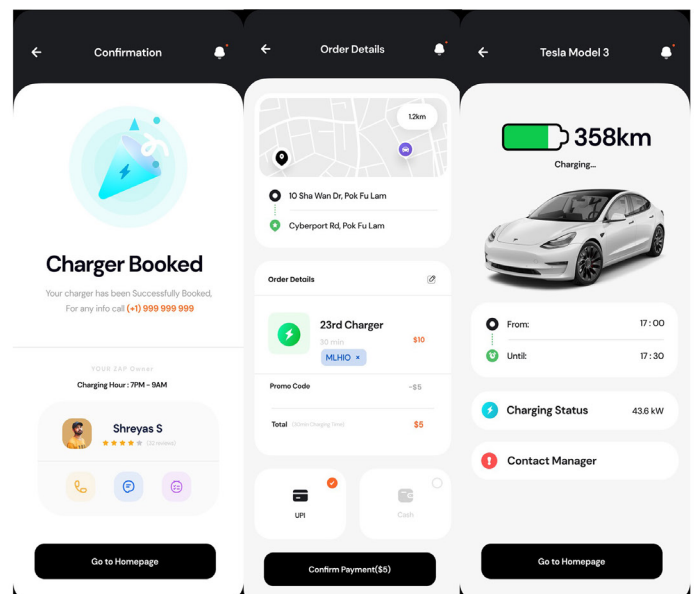 Confirmation
Charger Booked
Your charger has been Successfully Booked,
For any info call (+1) 999 999 999
YOUR ZAP Owner
Charging Hour : 7PM - 9AM
Shreyas S
Go to Homepage
Order Details
1.2km
10 Sha Wan Dr, Pok Fu Lam
Cyberport Rd, Pok Fu Lam
Order Details
23rd Charger
30 min
$10
MLHIO ×
Promo Code
-$5
Total
$5
UPI
Cash
Confirm Payment($5)
Tesla Model 3
358km
Charging...
From:
17 : 00
Until:
17 : 30
Charging Status
43.6 kW
Contact Manager
Go to Homepage